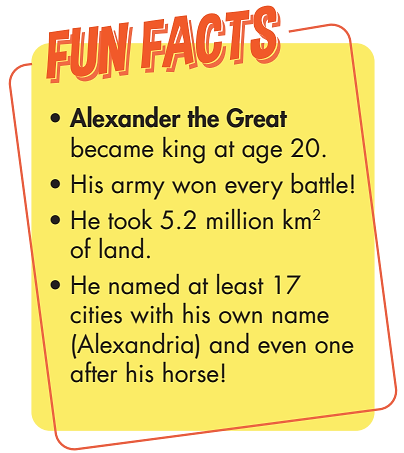 FUN FACTS
• Alexander the Great
became king at age 20.
• His army won every battle!
• He took 5.2 million km²
of land.
• He named at least 17
cities with his own name
(Alexandria) and even one
after his horse!